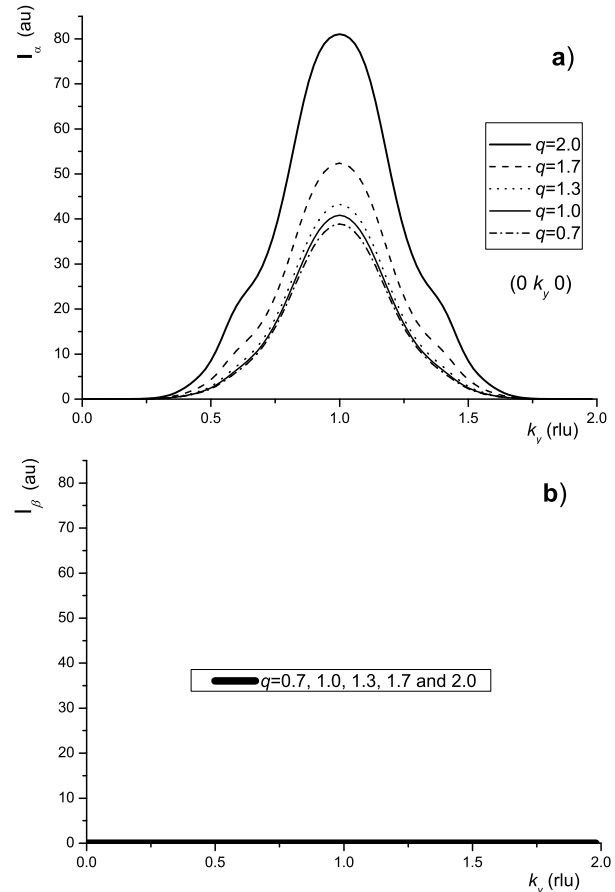 I_α (au)
80
70
60
50
40
30
20
10
0
a)
q=2.0
q=1.7
q=1.3
q=1.0
q=0.7
(0 k_y 0)
0.0 0.5 1.0 1.5 2.0
k_y (rlu)
I_β (au)
80
70
60
50
40
30
20
10
0
b)
q=0.7, 1.0, 1.3, 1.7 and 2.0
0.0 0.5 1.0 1.5 2.0
k_y (rlu)